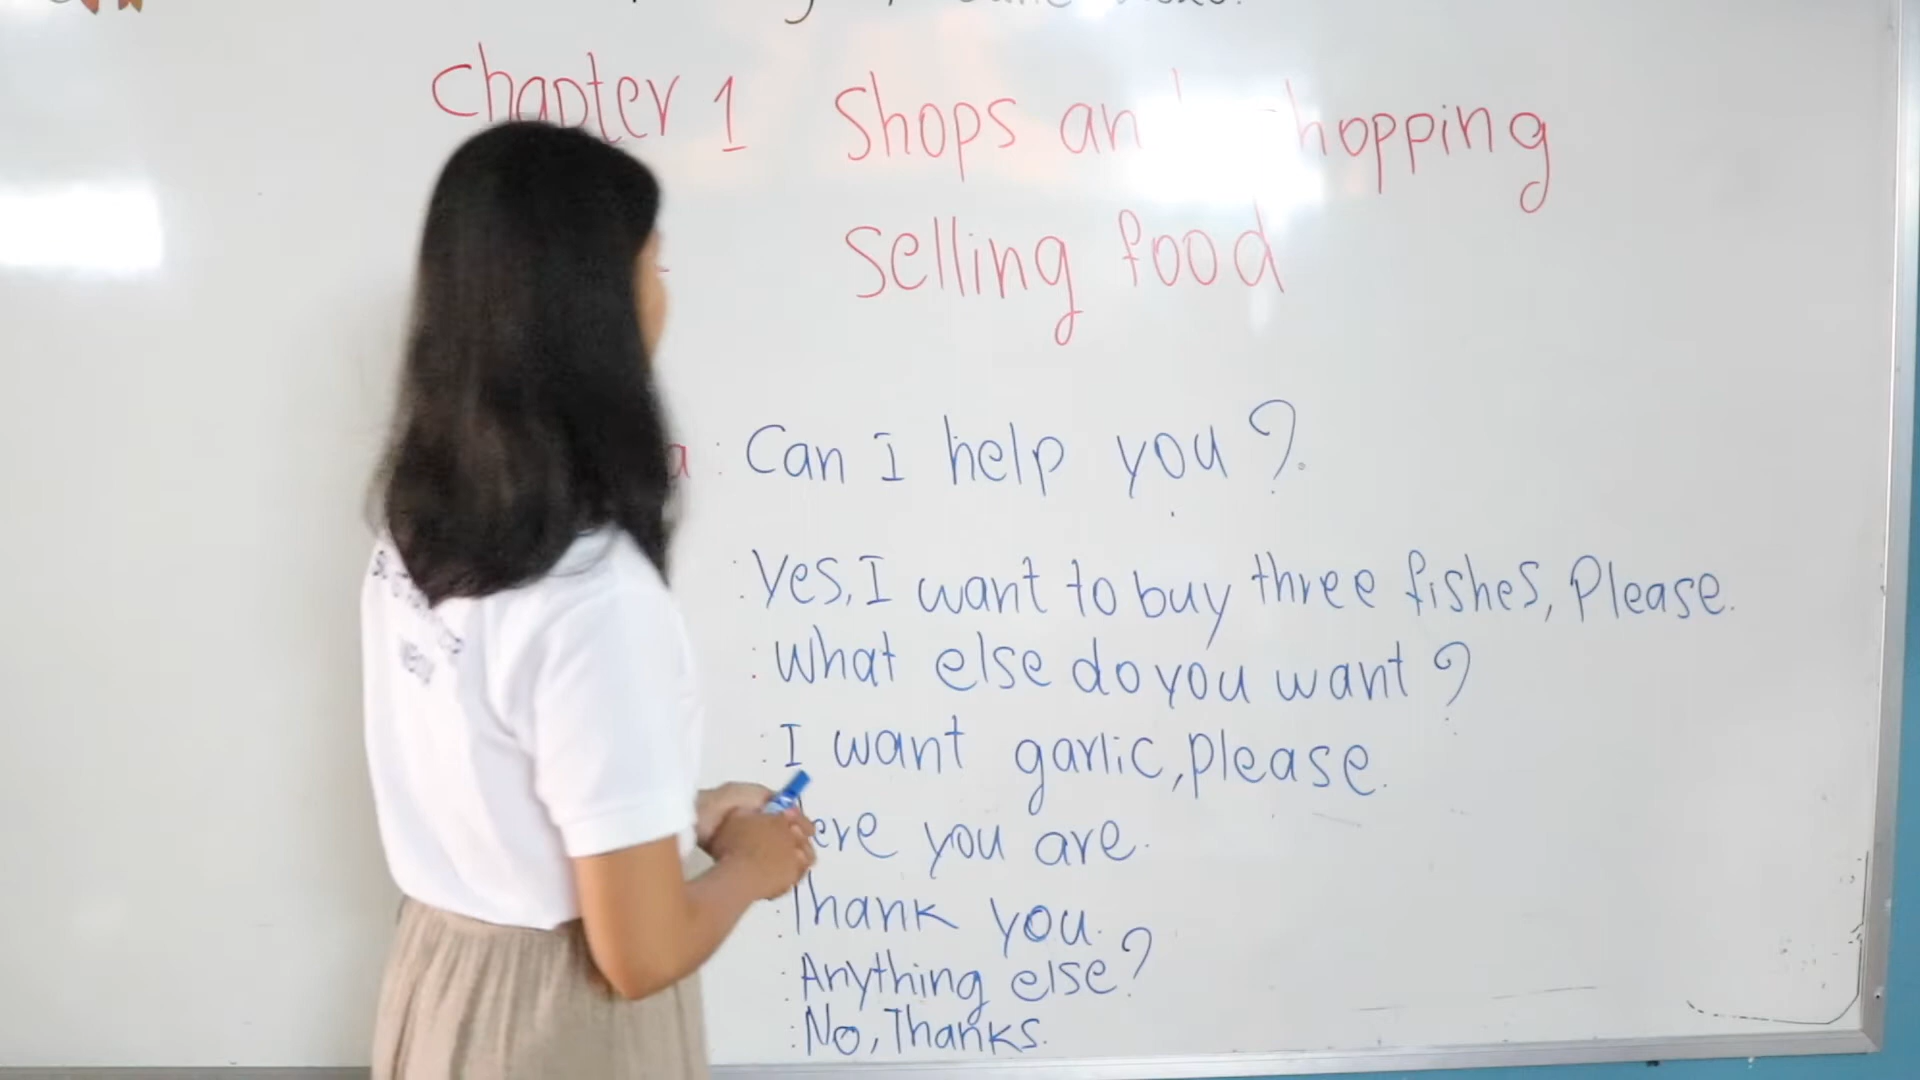 Chapter 1 Shops an hopping
Selling food
a : Can I help you?
: Yes, I want to buy three fishes, Please.
: What else do you want?
: I want garlic, please.
ere you are.
: Thank you.
: Anything else?
: No, Thanks.